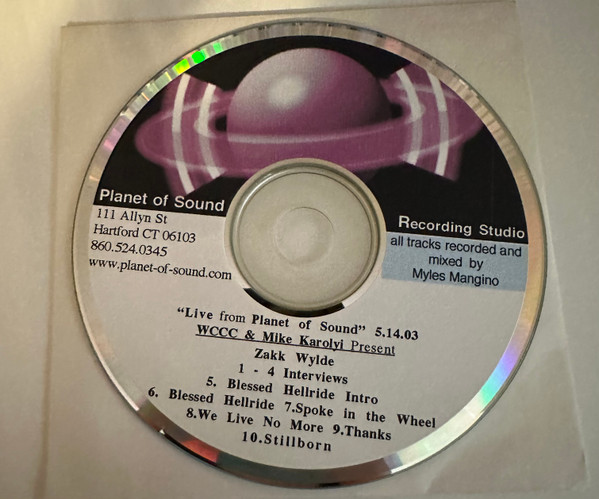 Planet of Sound
111 Allyn St
Hartford CT 06103
860.524.0345
www.planet-of-sound.com
Recording Studio
all tracks recorded and
mixed by
Myles Mangino
"Live from Planet of Sound" 5.14.03
WCCC & Mike Karolyi Present
Zakk Wylde
1 - 4 Interviews
5. Blessed Hellride Intro
6. Blessed Hellride 7.Spoke in the Wheel
8.We Live No More 9.Thanks
10.Stillborn